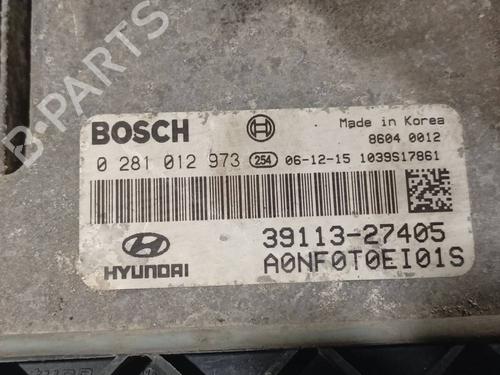 B-PARTS
BOSCH
Made in Korea
8604 0012
0 281 012 973 254 06-12-15 1039S17861
39113-27405
HYUNDAI
A0NF0T0EI01S